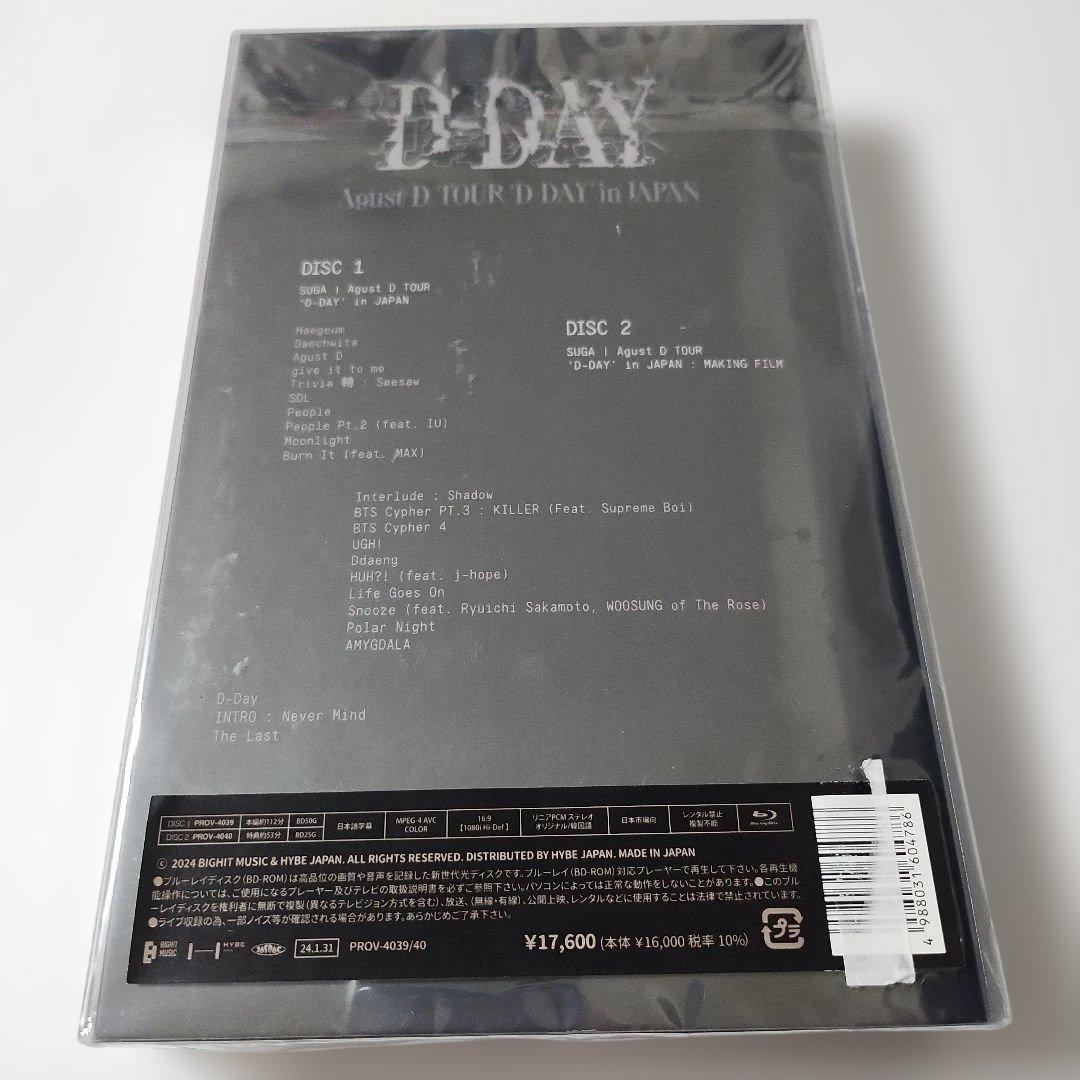 D-DAY
Agust D TOUR 'D-DAY' in JAPAN
DISC 1
SUGA | Agust D TOUR
'D-DAY' in JAPAN
Haegeum
Daechwita
Agust D
give it to me
Trivia 轉 : Seesaw
SDL
People
People Pt.2 (feat. IU)
Moonlight
Burn It (feat. MAX)
DISC 2
SUGA | Agust D TOUR
'D-DAY' in JAPAN : MAKING FILM
Interlude : Shadow
BTS Cypher PT.3 : KILLER (Feat. Supreme Boi)
BTS Cypher 4
UGH!
Ddaeng
HUH?! (feat. j-hope)
Life Goes On
Snooze (feat. Ryuichi Sakamoto, WOOSUNG of The Rose)
Polar Night
AMYGDALA
D-Day
INTRO : Never Mind
The Last
DISC 1 PROV-4039 本編約112分 BD50G
DISC 2 PROV-4040 特典約53分 BD25G
日本語字幕
MPEG-4 AVC
COLOR
16:9
【1080i Hi-Def】
リニアPCM ステレオ
オリジナル/韓国語
日本市場向
レンタル禁止
複製不能
Blu-ray Disc
© 2024 BIGHIT MUSIC & HYBE JAPAN. ALL RIGHTS RESERVED. DISTRIBUTED BY HYBE JAPAN. MADE IN JAPAN
●ブルーレイディスク(BD-ROM)は高品位の画質や音声を記録した新世代光ディスクです。ブルーレイ(BD-ROM)対応プレーヤーで再生して下さい。各再生機
能操作については、ご使用になるプレーヤー及びテレビの取扱説明書を必ずご参照下さい。パソコンによっては正常な動作をしないことがあります。●このブル
ーレイディスクを権利者に無断で複製(異なるテレビジョン方式を含む)、放送、(無線・有線)、公開上映、レンタルなどに使用することは法律で禁止されています。
●ライブ収録の為、一部ノイズ等が確認される場合があります。あらかじめご了承下さい。
BIGHIT
MUSIC
HYBE
24.1.31
PROV-4039/40
¥17,600 (本体 ¥16,000 税率 10%)
プラ
4 988031 604786